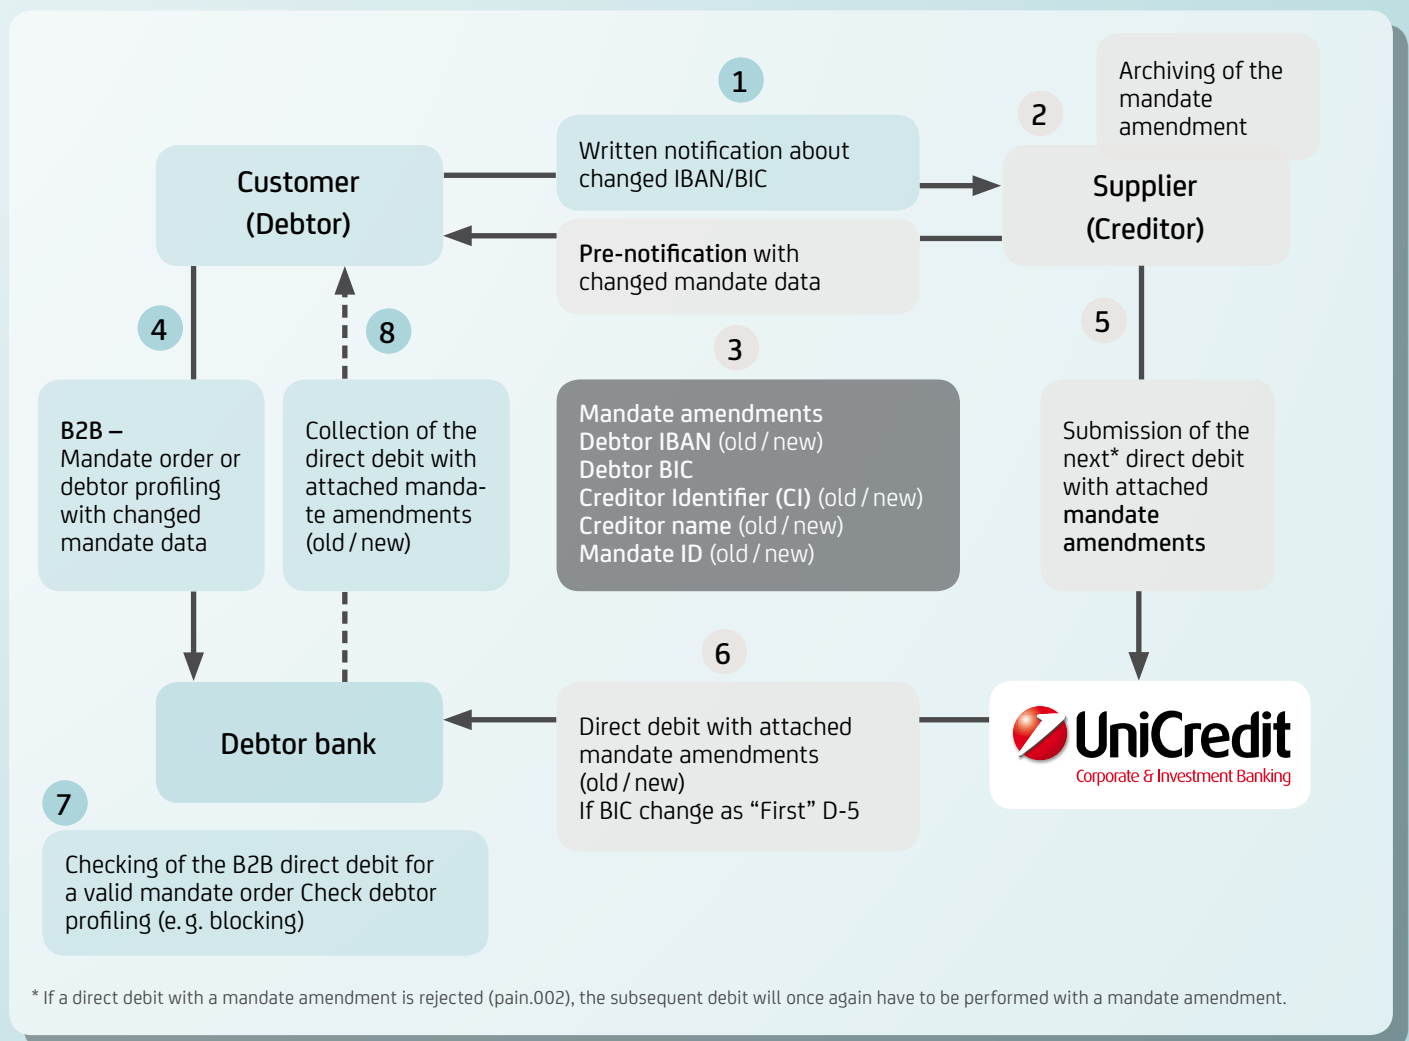 1
Written notification about
changed IBAN/BIC
2
Archiving of the
mandate
amendment
Customer
(Debtor)
Supplier
(Creditor)
Pre-notification with
changed mandate data
4
8
3
5
B2B –
Mandate order or
debtor profiling
with changed
mandate data
Collection of the
direct debit with
attached manda-
te amendments
(old / new)
Mandate amendments
Debtor IBAN (old / new)
Debtor BIC
Creditor Identifier (CI) (old / new)
Creditor name (old / new)
Mandate ID (old / new)
Submission of the
next* direct debit
with attached
mandate
amendments
6
Debtor bank
Direct debit with attached
mandate amendments
(old / new)
If BIC change as “First” D-5
UniCredit
Corporate & Investment Banking
7
Checking of the B2B direct debit for
a valid mandate order Check debtor
profiling (e. g. blocking)
* If a direct debit with a mandate amendment is rejected (pain.002), the subsequent debit will once again have to be performed with a mandate amendment.